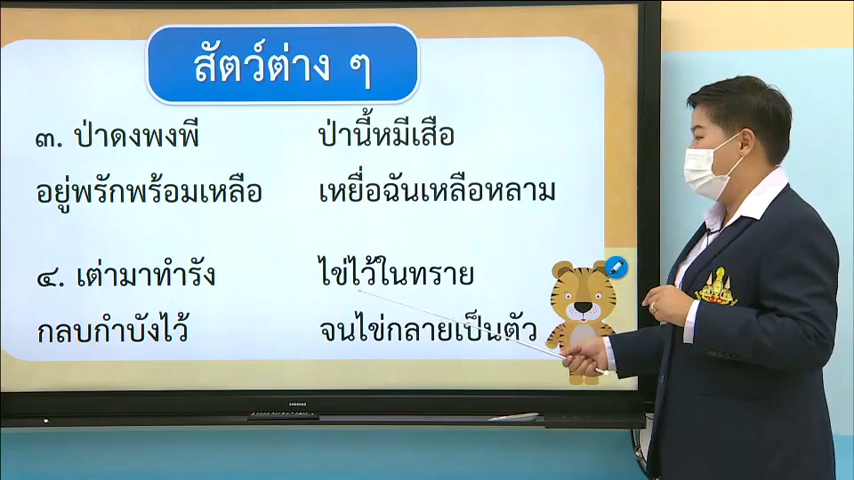 สัตว์ต่าง ๆ
๓. ป่าดงพงพี ป่านี้หมีเสือ
อยู่พรักพร้อมเหลือ เหยื่อฉันเหลือหลาม
๔. เต่ามาทำรัง ไข่ไว้ในทราย
กลบกำบังไว้ จนไข่กลายเป็นตัว
SAMSUNG